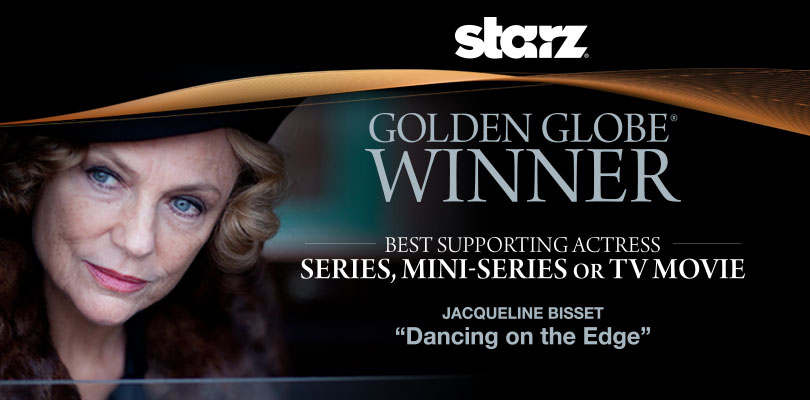 starz®
GOLDEN GLOBE®
WINNER
BEST SUPPORTING ACTRESS
SERIES, MINI-SERIES OR TV MOVIE
JACQUELINE BISSET
“Dancing on the Edge”